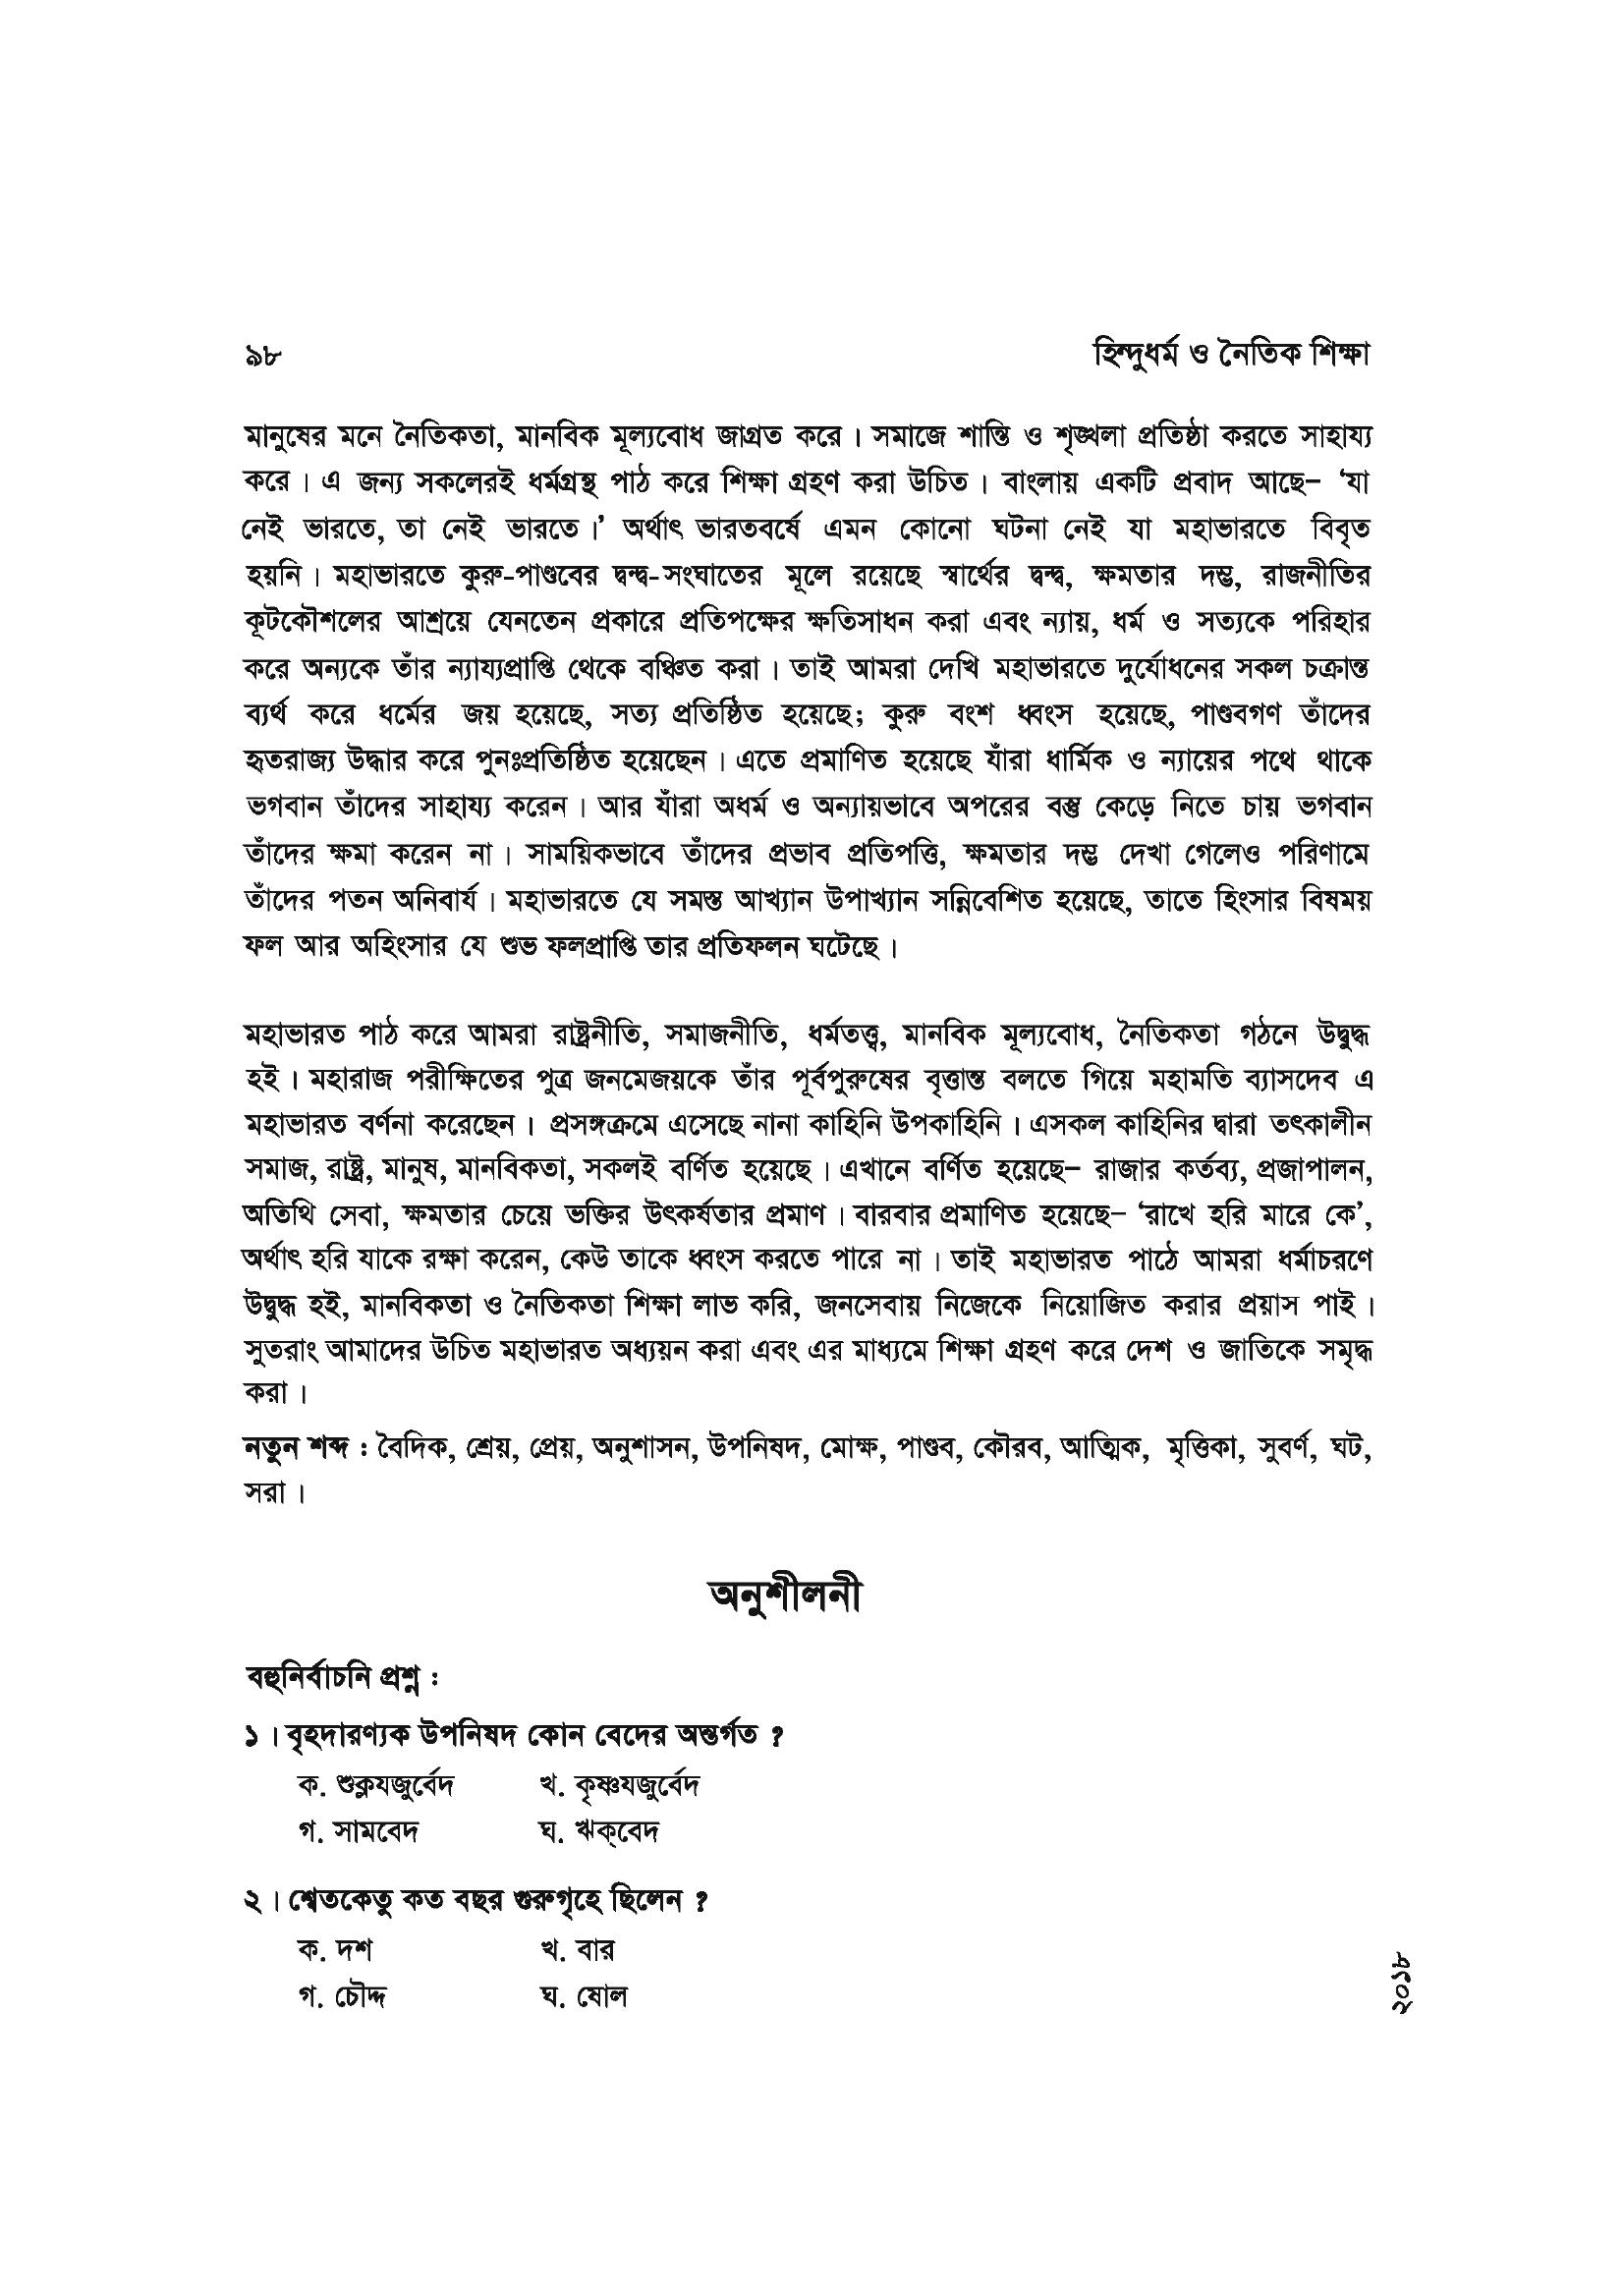 ৯৮ হিন্দুধর্ম ও নৈতিক শিক্ষা
মানুষের মনে নৈতিকতা, মানবিক মূল্যবোধ জাগ্রত করে। সমাজে শান্তি ও শৃঙ্খলা প্রতিষ্ঠা করতে সাহায্য
করে। এ জন্য সকলেরই ধর্মগ্রন্থ পাঠ করে শিক্ষা গ্রহণ করা উচিত। বাংলায় একটি প্রবাদ আছে– ‘যা
নেই ভারতে, তা নেই ভারতে।’ অর্থাৎ ভারতবর্ষে এমন কোনো ঘটনা নেই যা মহাভারতে বিবৃত
হয়নি। মহাভারতে কুরু-পাণ্ডবের দ্বন্দ্ব-সংঘাতের মূলে রয়েছে স্বার্থের দ্বন্দ্ব, ক্ষমতার দম্ভ, রাজনীতির
কূটকৌশলের আশ্রয়ে যেনতেন প্রকারে প্রতিপক্ষের ক্ষতিসাধন করা এবং ন্যায়, ধর্ম ও সত্যকে পরিহার
করে অন্যকে তাঁর ন্যায্যপ্রাপ্তি থেকে বঞ্চিত করা। তাই আমরা দেখি মহাভারতে দুর্যোধনের সকল চক্রান্ত
ব্যর্থ করে ধর্মের জয় হয়েছে, সত্য প্রতিষ্ঠিত হয়েছে; কুরু বংশ ধ্বংস হয়েছে, পাণ্ডবগণ তাঁদের
হৃতরাজ্য উদ্ধার করে পুনঃপ্রতিষ্ঠিত হয়েছেন। এতে প্রমাণিত হয়েছে যাঁরা ধার্মিক ও ন্যায়ের পথে থাকে
ভগবান তাঁদের সাহায্য করেন। আর যাঁরা অধর্ম ও অন্যায়ভাবে অপরের বস্তু কেড়ে নিতে চায় ভগবান
তাঁদের ক্ষমা করেন না। সাময়িকভাবে তাঁদের প্রভাব প্রতিপত্তি, ক্ষমতার দম্ভ দেখা গেলেও পরিণামে
তাঁদের পতন অনিবার্য। মহাভারতে যে সমস্ত আখ্যান উপাখ্যান সন্নিবেশিত হয়েছে, তাতে হিংসার বিষময়
ফল আর অহিংসার যে শুভ ফলপ্রাপ্তি তার প্রতিফলন ঘটেছে।
মহাভারত পাঠ করে আমরা রাষ্ট্রনীতি, সমাজনীতি, ধর্মতত্ত্ব, মানবিক মূল্যবোধ, নৈতিকতা গঠনে উদ্বুদ্ধ
হই। মহারাজ পরীক্ষিতের পুত্র জনমেজয়কে তাঁর পূর্বপুরুষের বৃত্তান্ত বলতে গিয়ে মহামতি ব্যাসদেব এ
মহাভারত বর্ণনা করেছেন। প্রসঙ্গক্রমে এসেছে নানা কাহিনি উপকাহিনি। এসকল কাহিনির দ্বারা তৎকালীন
সমাজ, রাষ্ট্র, মানুষ, মানবিকতা, সকলই বর্ণিত হয়েছে। এখানে বর্ণিত হয়েছে– রাজার কর্তব্য, প্রজাপালন,
অতিথি সেবা, ক্ষমতার চেয়ে ভক্তির উৎকর্ষতার প্রমাণ। বারবার প্রমাণিত হয়েছে– ‘রাখে হরি মারে কে’,
অর্থাৎ হরি যাকে রক্ষা করেন, কেউ তাকে ধ্বংস করতে পারে না। তাই মহাভারত পাঠে আমরা ধর্মাচরণে
উদ্বুদ্ধ হই, মানবিকতা ও নৈতিকতা শিক্ষা লাভ করি, জনসেবায় নিজেকে নিয়োজিত করার প্রয়াস পাই।
সুতরাং আমাদের উচিত মহাভারত অধ্যয়ন করা এবং এর মাধ্যমে শিক্ষা গ্রহণ করে দেশ ও জাতিকে সমৃদ্ধ
করা।
নতুন শব্দ : বৈদিক, শ্রেয়, প্রেয়, অনুশাসন, উপনিষদ, মোক্ষ, পাণ্ডব, কৌরব, আত্মিক, মৃত্তিকা, সুবর্ণ, ঘট,
সরা।
অনুশীলনী
বহুনির্বাচনি প্রশ্ন :
১। বৃহদারণ্যক উপনিষদ কোন বেদের অন্তর্গত ?
ক. শুক্লযজুর্বেদ খ. কৃষ্ণযজুর্বেদ
গ. সামবেদ ঘ. ঋক্‌বেদ
২। শ্বেতকেতু কত বছর গুরুগৃহে ছিলেন ?
ক. দশ খ. বার
গ. চৌদ্দ ঘ. ষোল
২০১৮